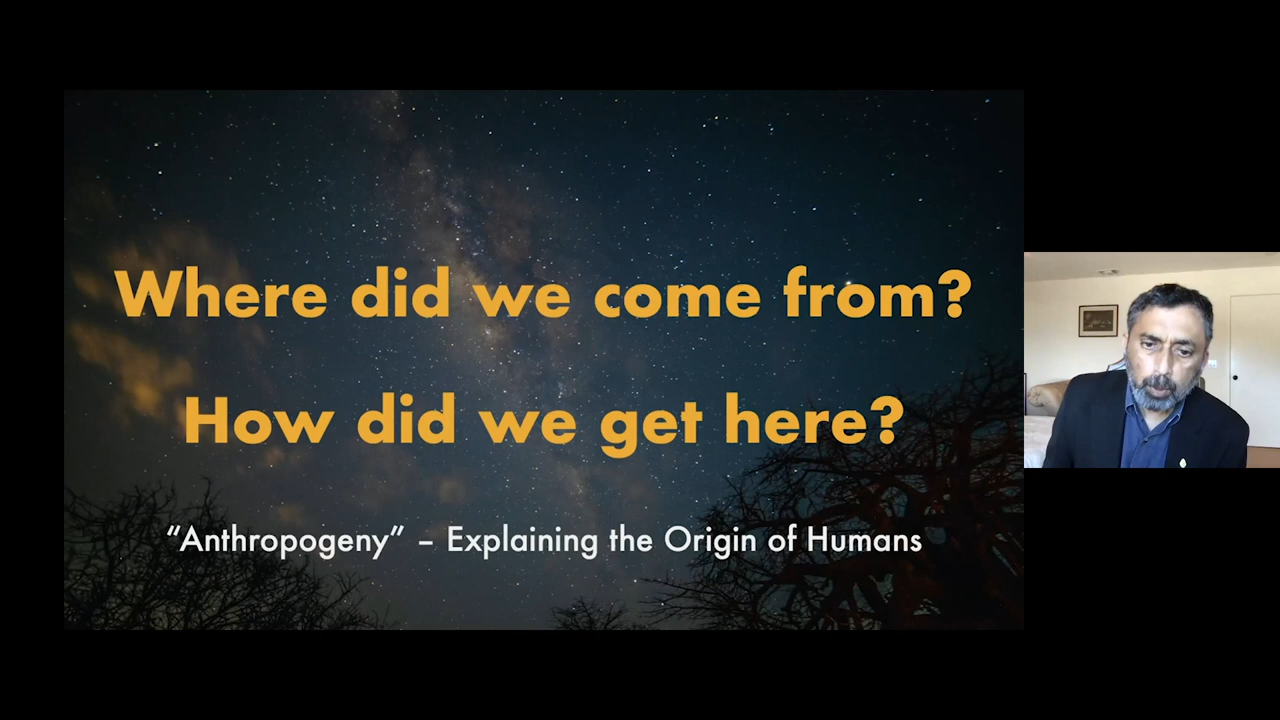 Where did we come from?
How did we get here?
“Anthropogeny” – Explaining the Origin of Humans